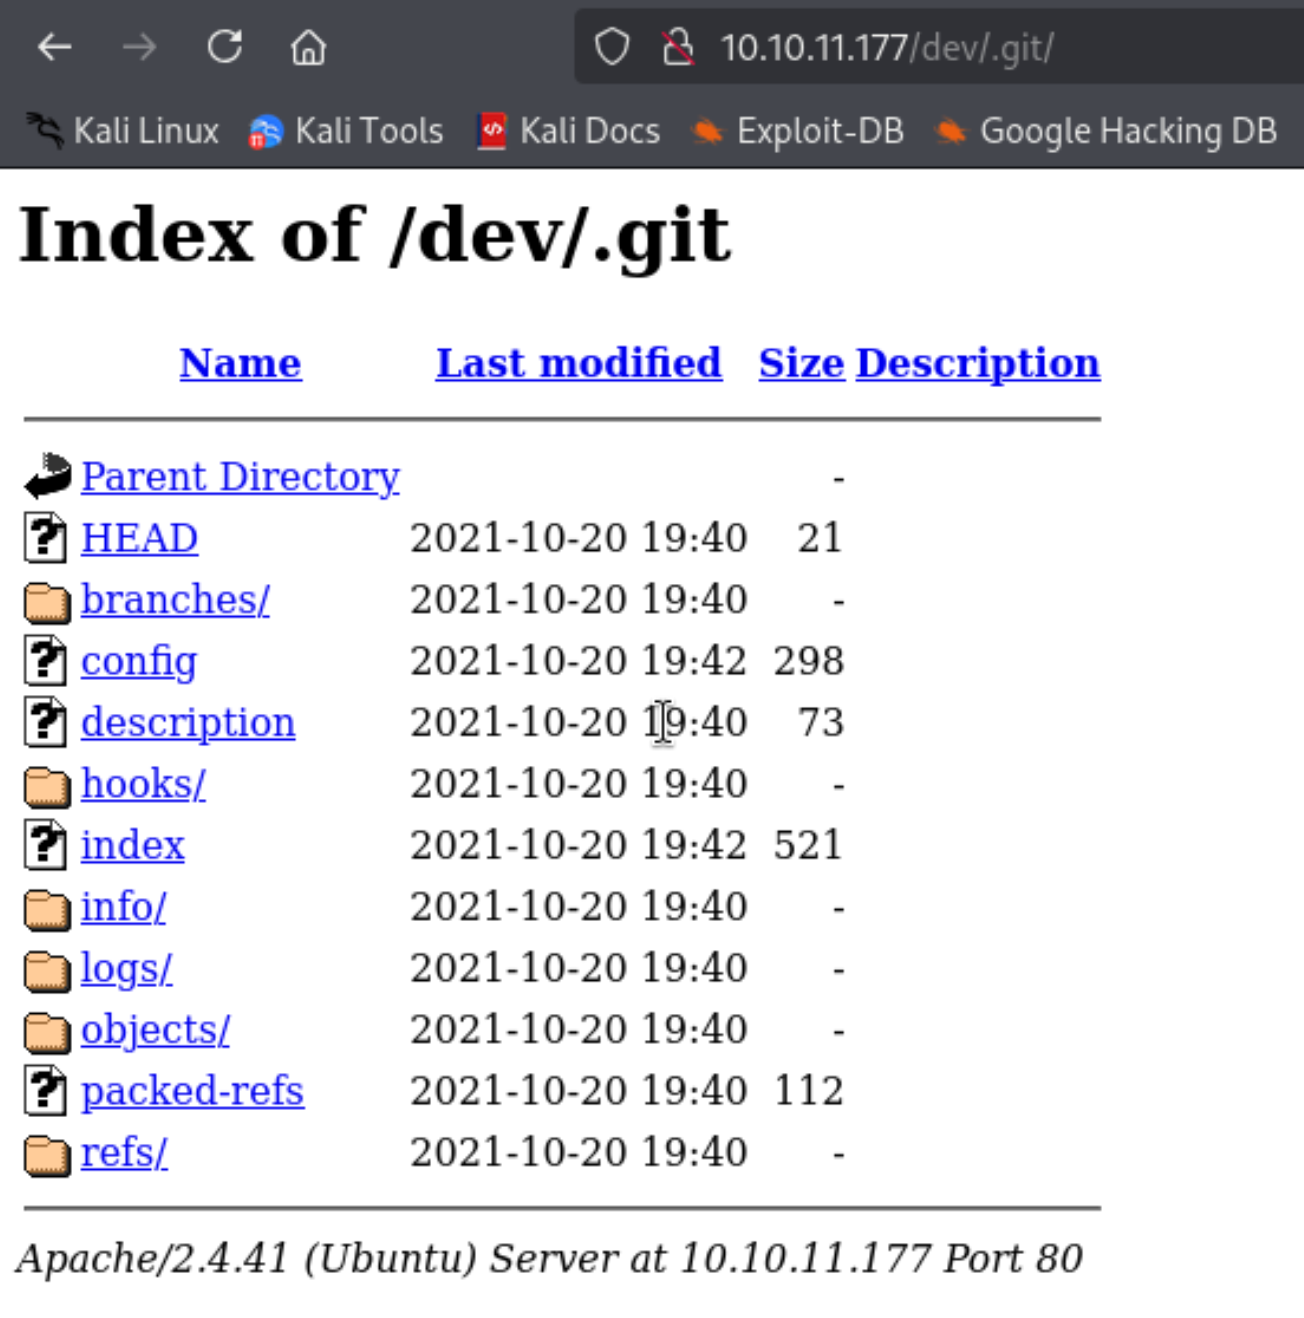 10.10.11.177/dev/.git/
Kali Linux Kali Tools Kali Docs Exploit-DB Google Hacking DB
Index of /dev/.git
Name Last modified Size Description
Parent Directory -
HEAD 2021-10-20 19:40 21
branches/ 2021-10-20 19:40 -
config 2021-10-20 19:42 298
description 2021-10-20 19:40 73
hooks/ 2021-10-20 19:40 -
index 2021-10-20 19:42 521
info/ 2021-10-20 19:40 -
logs/ 2021-10-20 19:40 -
objects/ 2021-10-20 19:40 -
packed-refs 2021-10-20 19:40 112
refs/ 2021-10-20 19:40 -
Apache/2.4.41 (Ubuntu) Server at 10.10.11.177 Port 80